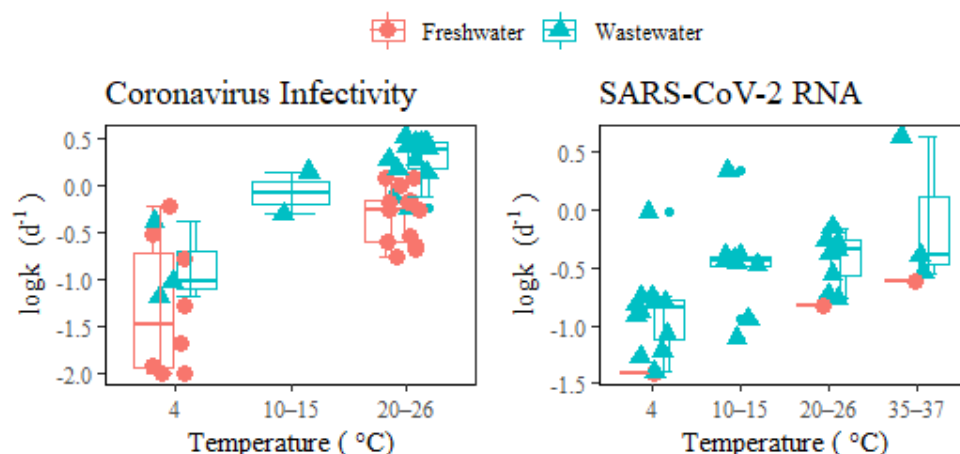 Freshwater Wastewater
Coronavirus Infectivity
0.5
0.0
-0.5
-1.0
-1.5
-2.0
logk (d⁻¹)
4 10–15 20–26
Temperature ( °C)
SARS-CoV-2 RNA
0.5
0.0
-0.5
-1.0
-1.5
logk (d⁻¹)
4 10–15 20–26 35–37
Temperature ( °C)